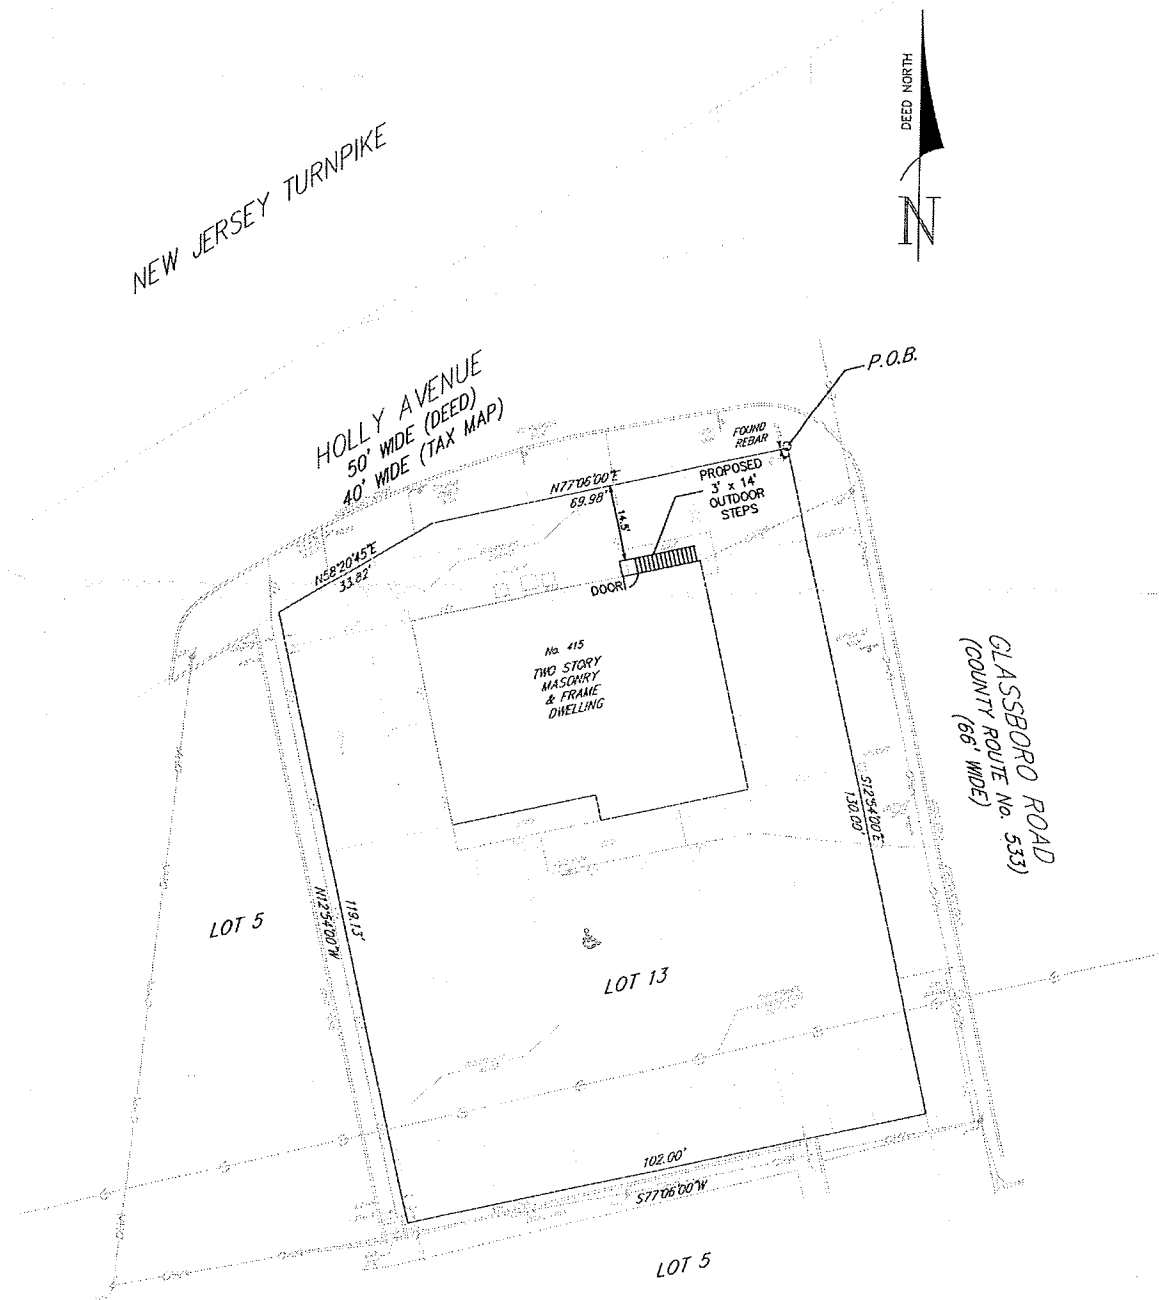 DEED NORTH
N
NEW JERSEY TURNPIKE
HOLLY AVENUE
50' WIDE (DEED)
40' WIDE (TAX MAP)
P.O.B.
FOUND
REBAR
N77°06'00"E
69.98'
PROPOSED
3' x 14'
OUTDOOR
STEPS
14.5'
N58°20'45"E
33.82'
DOOR
No. 415
TWO STORY
MASONRY
& FRAME
DWELLING
GLASSBORO ROAD
(COUNTY ROUTE No. 533)
(66' WIDE)
S12°54'00"E
130.00'
119.13'
N12°54'00"W
LOT 5
LOT 13
102.00'
S77°06'00"W
LOT 5